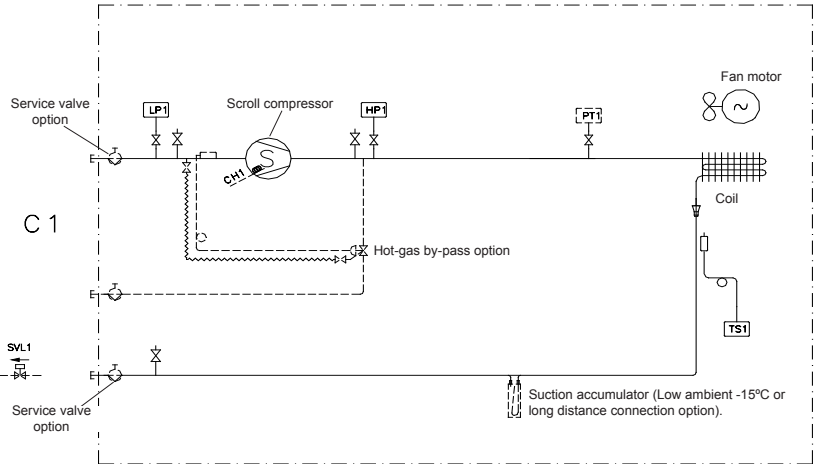 Fan motor
Service valve
option
LP1
Scroll compressor
HP1
PT1
S
CH1
Coil
C 1
Hot-gas by-pass option
TS1
SVL1
Suction accumulator (Low ambient -15ºC or
long distance connection option).
Service valve
option